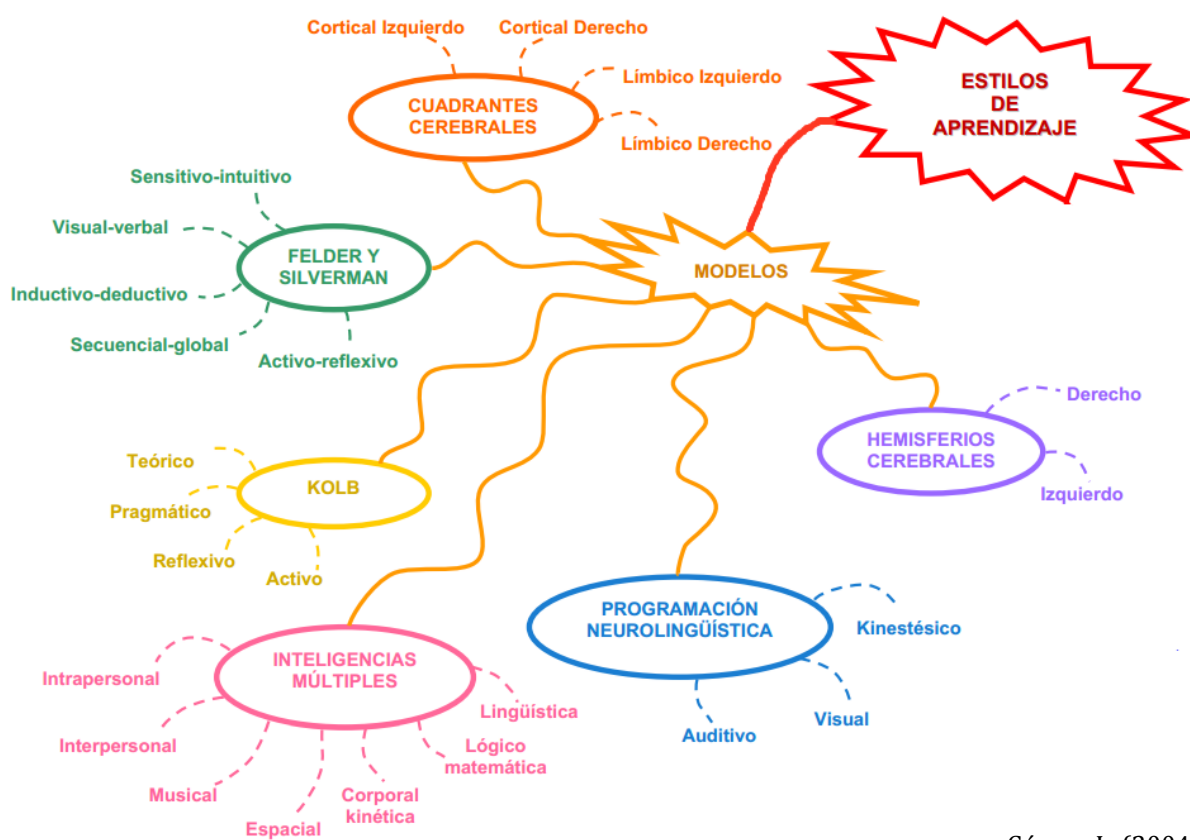 Cortical Izquierdo
Cortical Derecho
Límbico Izquierdo
Límbico Derecho
CUADRANTES
CEREBRALES
ESTILOS
DE
APRENDIZAJE
MODELOS
Sensitivo-intuitivo
Visual-verbal
Inductivo-deductivo
Secuencial-global
Activo-reflexivo
FELDER Y
SILVERMAN
Derecho
HEMISFERIOS
CEREBRALES
Izquierdo
Teórico
Pragmático
Reflexivo
Activo
KOLB
PROGRAMACIÓN
NEUROLINGÜÍSTICA
Kinestésico
Visual
Auditivo
INTELIGENCIAS
MÚLTIPLES
Intrapersonal
Interpersonal
Musical
Espacial
Corporal
kinética
Lógico
matemática
Lingüística